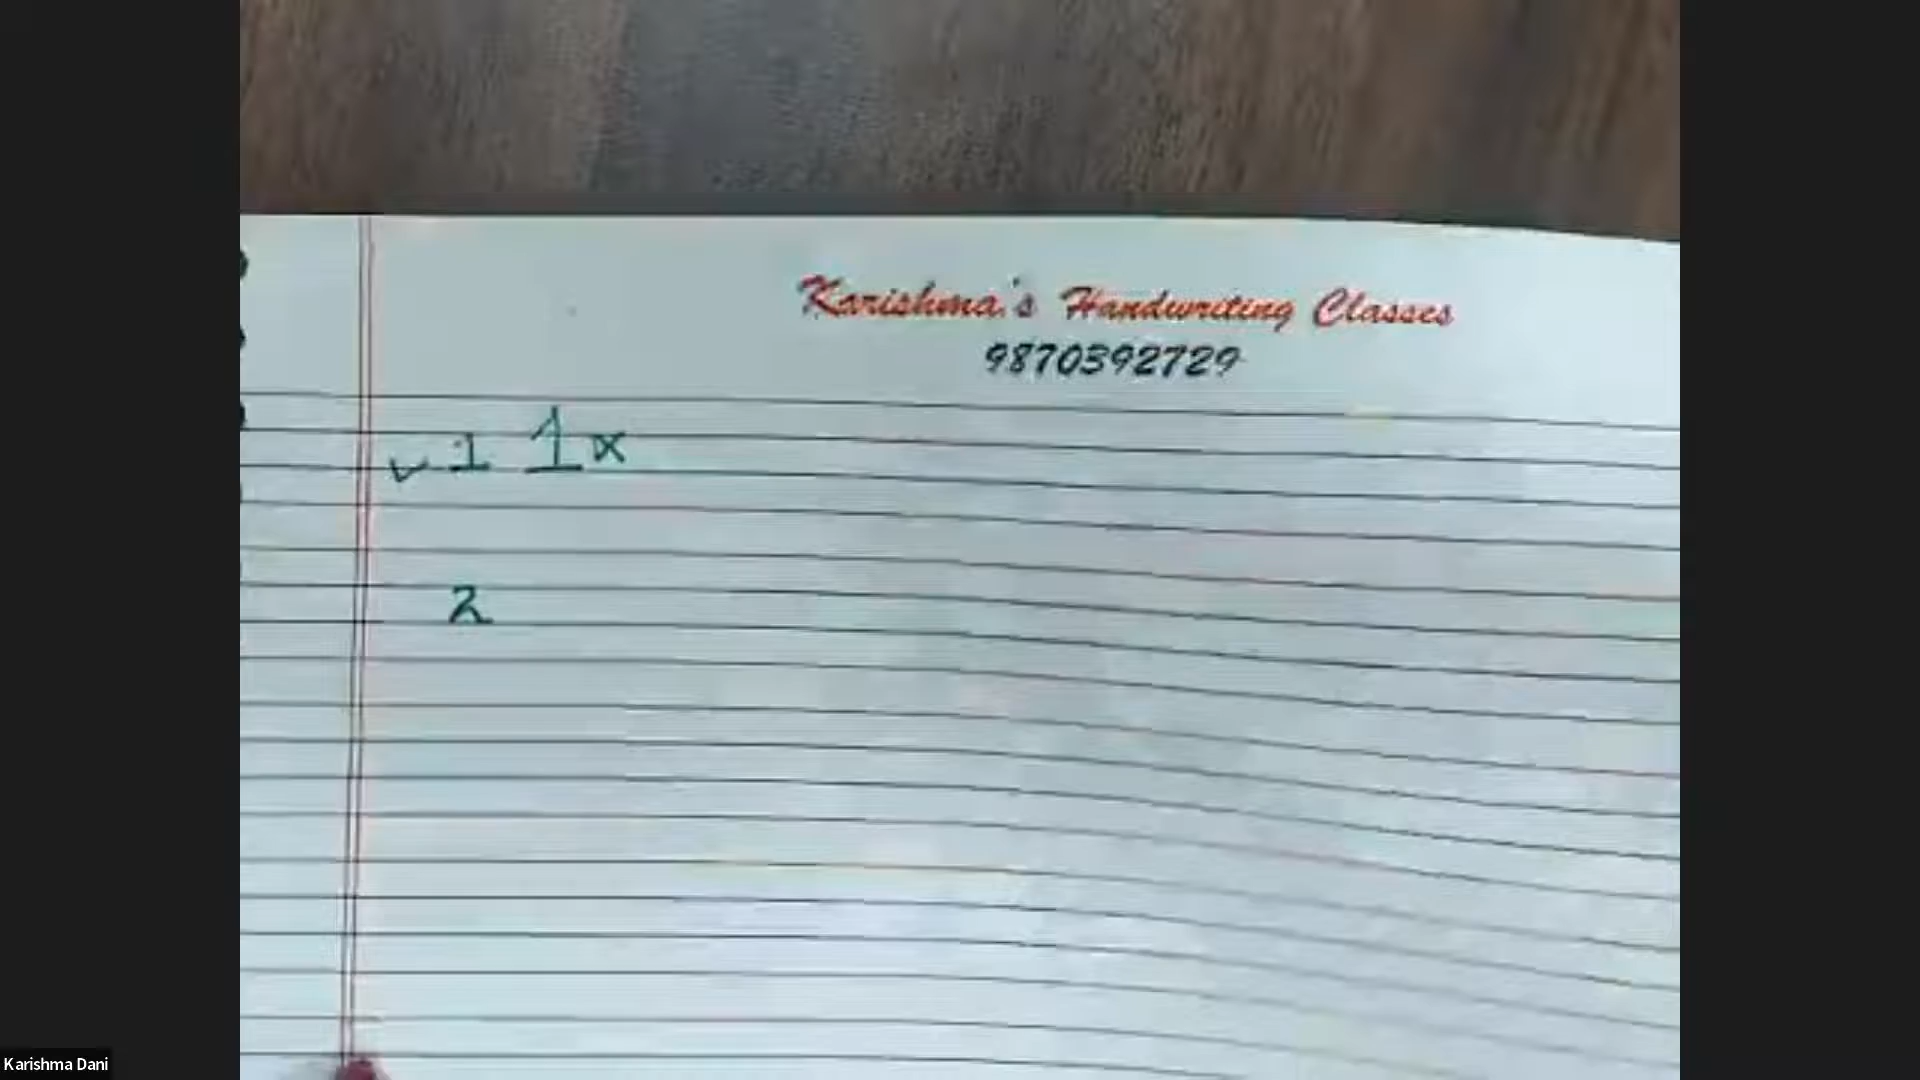 Karishma's Handwriting Classes
9870392729
✓ 1 1 x
2
Karishma Dani